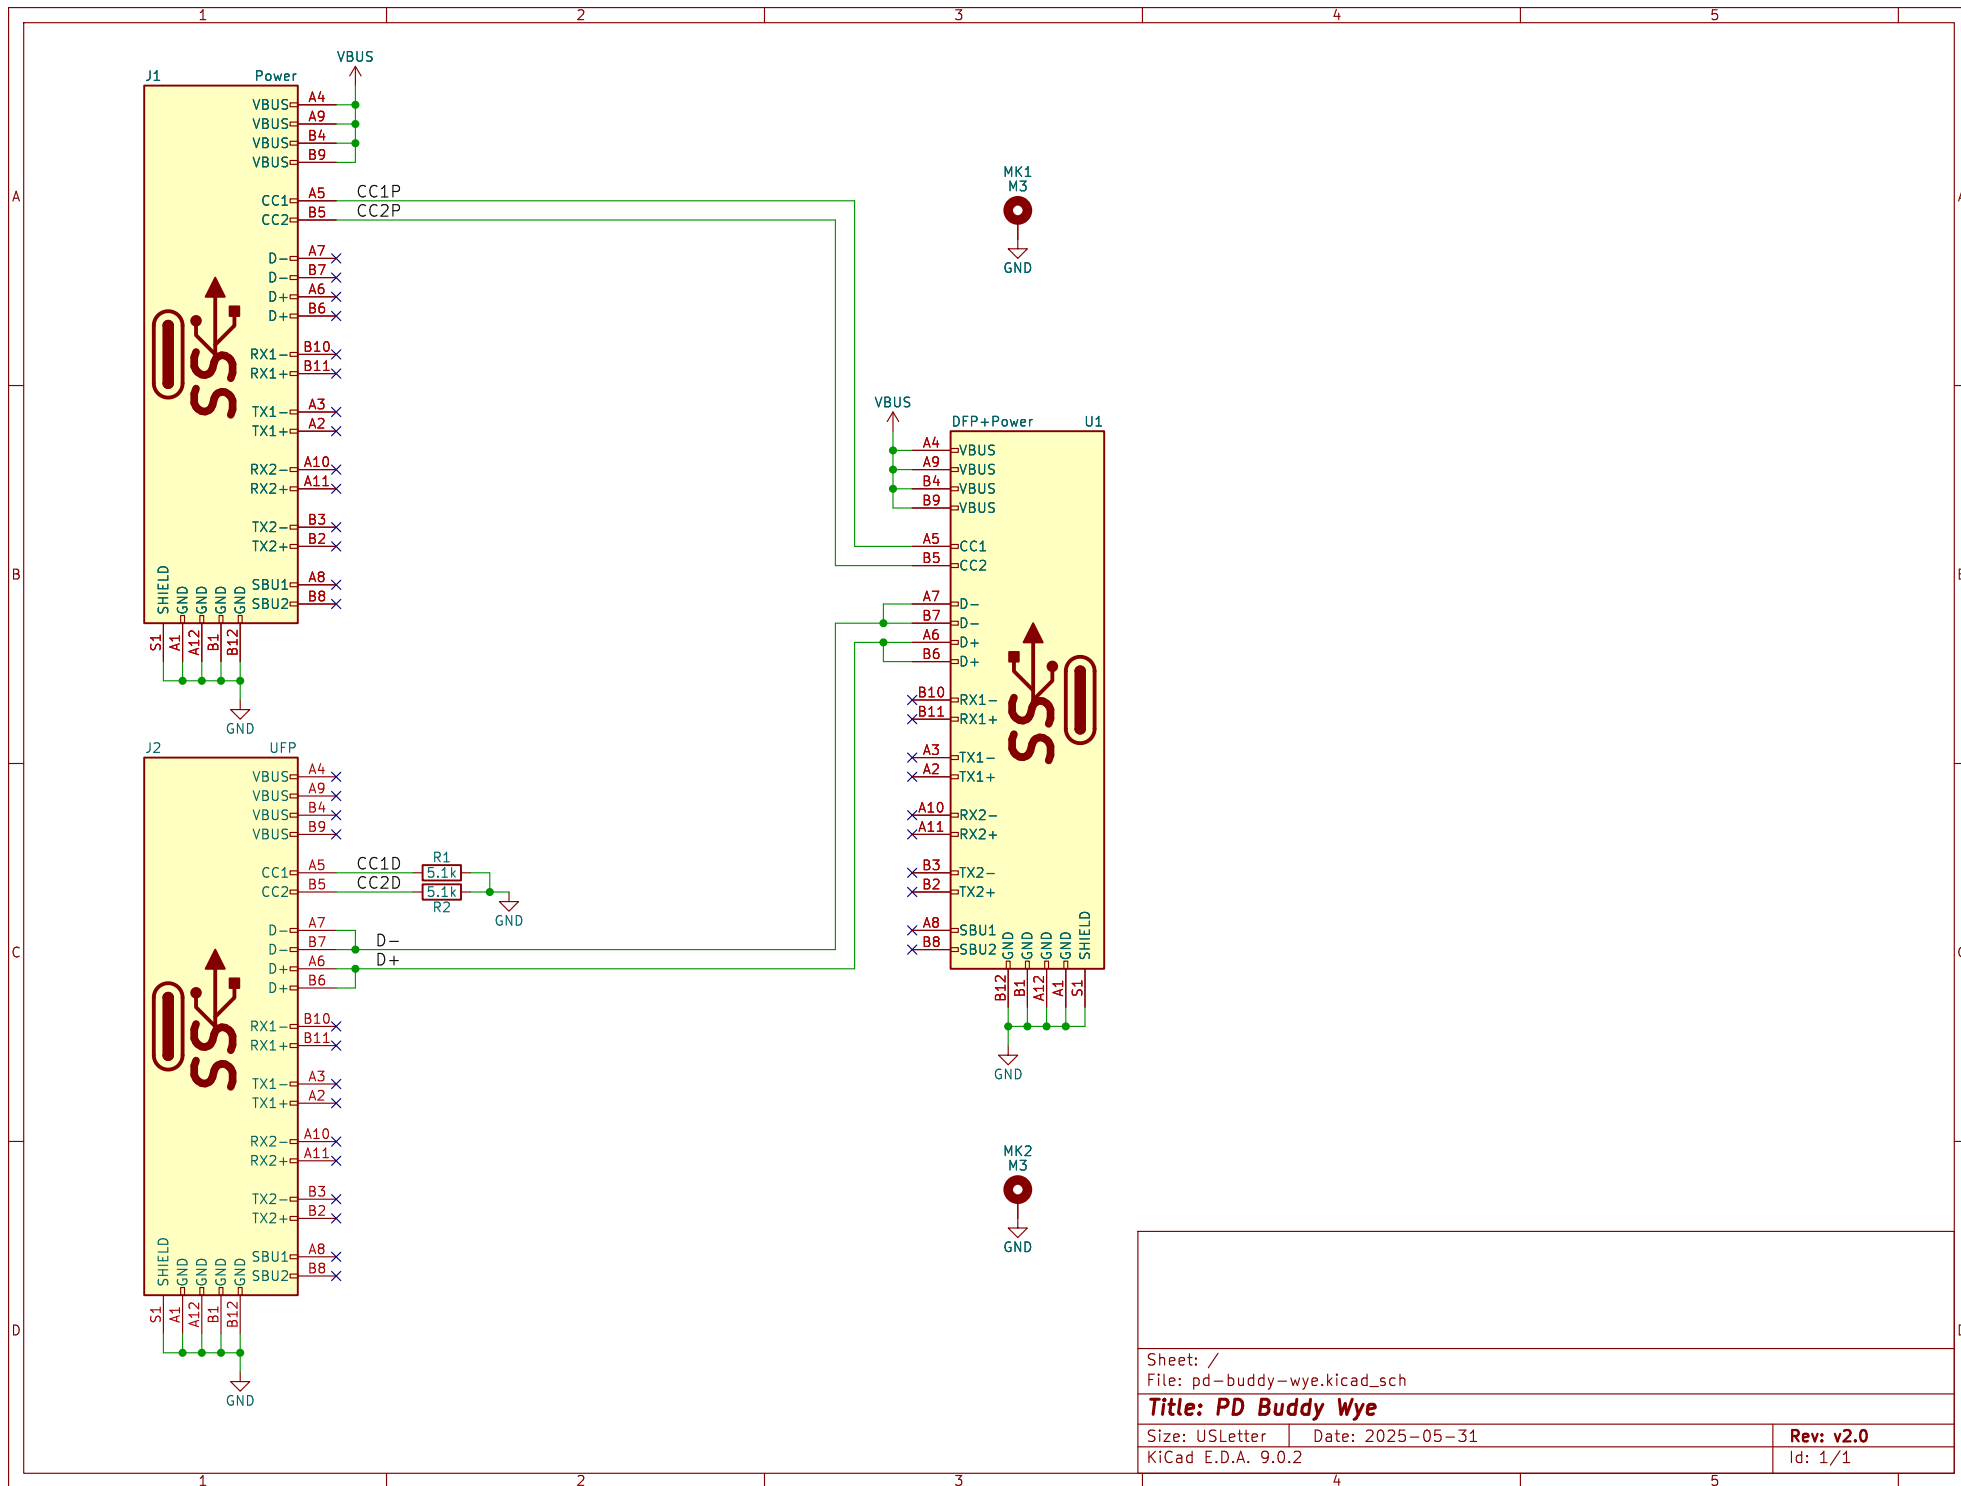 1 2 3 4 5
VBUS
J1 Power
VBUS A4
VBUS A9
VBUS B4
VBUS B9
CC1 A5 CC1P
CC2 B5 CC2P
D- A7
D- B7
D+ A6
D+ B6
RX1- B10
RX1+ B11
TX1- A3
TX1+ A2
RX2- A10
RX2+ A11
TX2- B3
TX2+ B2
SBU1 A8
SBU2 B8
SHIELD GND GND GND GND
S1 A1 A12 B1 B12
GND
SS
MK1
M3
GND
A
B
C
D
J2 UFP
VBUS A4
VBUS A9
VBUS B4
VBUS B9
CC1 A5 CC1D
CC2 B5 CC2D
R1
5.1k
5.1k
R2
GND
D- A7
D- B7 D-
D+ A6 D+
D+ B6
RX1- B10
RX1+ B11
TX1- A3
TX1+ A2
RX2- A10
RX2+ A11
TX2- B3
TX2+ B2
SBU1 A8
SBU2 B8
SHIELD GND GND GND GND
S1 A1 A12 B1 B12
GND
SS
VBUS
DFP+Power U1
A4 VBUS
A9 VBUS
B4 VBUS
B9 VBUS
A5 CC1
B5 CC2
A7 D-
B7 D-
A6 D+
B6 D+
B10 RX1-
B11 RX1+
A3 TX1-
A2 TX1+
A10 RX2-
A11 RX2+
B3 TX2-
B2 TX2+
A8 SBU1
B8 SBU2
GND GND GND GND SHIELD
B12 B1 A12 A1 S1
GND
SS
MK2
M3
GND
Sheet: /
File: pd-buddy-wye.kicad_sch
Title: PD Buddy Wye
Size: USLetter Date: 2025-05-31 Rev: v2.0
KiCad E.D.A. 9.0.2 Id: 1/1
1 2 3 4 5